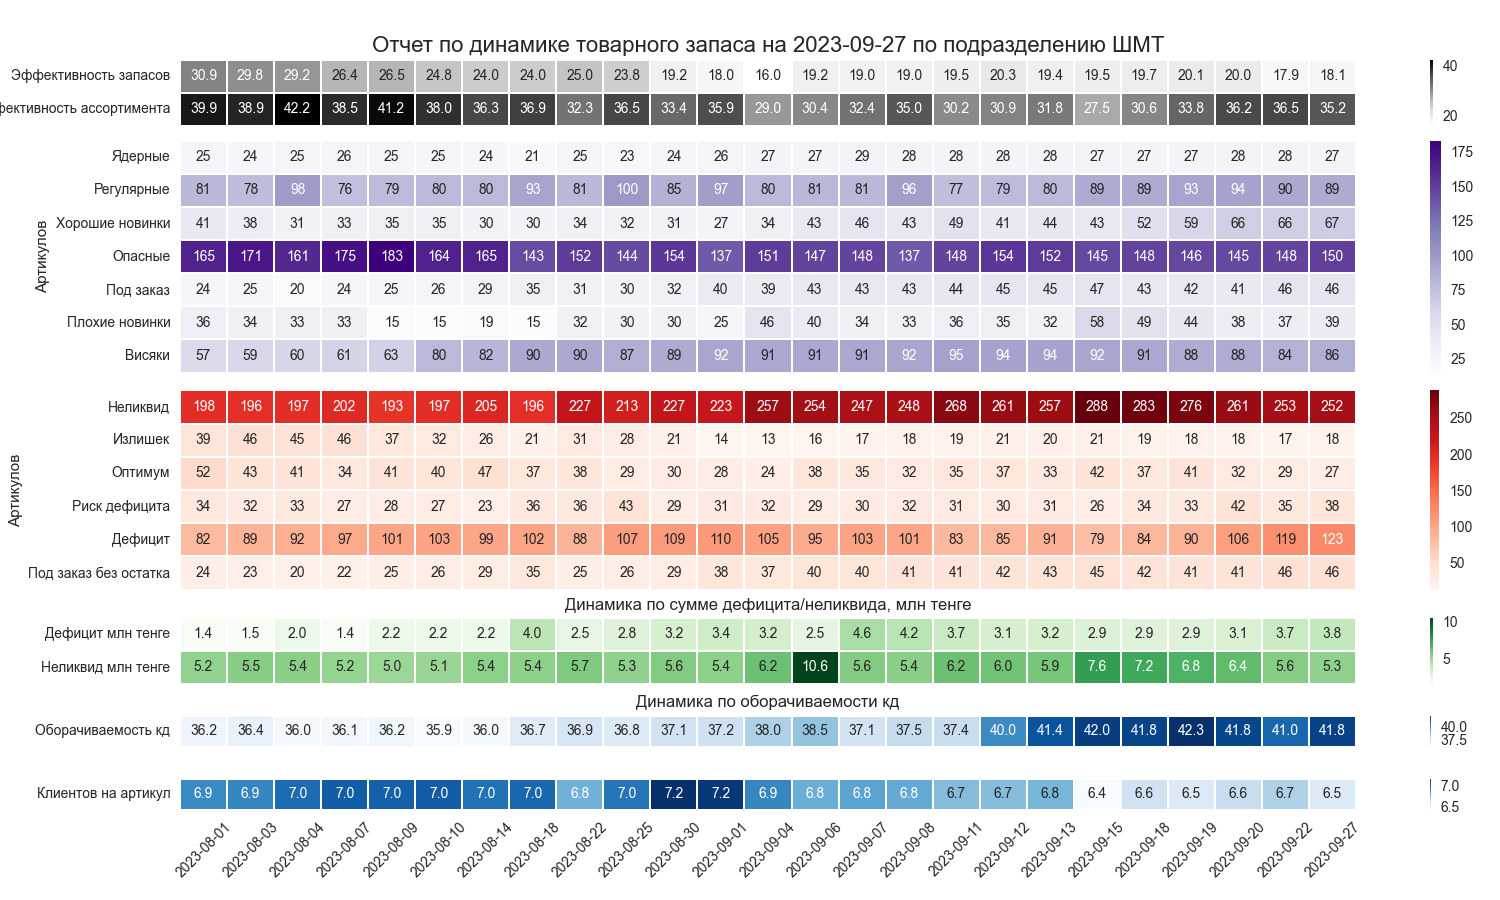 Отчет по динамике товарного запаса на 2023-09-27 по подразделению ШМТ
Эффективность запасов 30.9 29.8 29.2 26.4 26.5 24.8 24.0 24.0 25.0 23.8 19.2 18.0 16.0 19.2 19.0 19.0 19.5 20.3 19.4 19.5 19.7 20.1 20.0 17.9 18.1
фективность ассортимента 39.9 38.9 42.2 38.5 41.2 38.0 36.3 36.9 32.3 36.5 33.4 35.9 29.0 30.4 32.4 35.0 30.2 30.9 31.8 27.5 30.6 33.8 36.2 36.5 35.2
40
20
Артикулов
Ядерные 25 24 25 26 25 25 24 21 25 23 24 26 27 27 29 28 28 28 28 27 27 27 28 28 27
Регулярные 81 78 98 76 79 80 80 93 81 100 85 97 80 81 81 96 77 79 80 89 89 93 94 90 89
Хорошие новинки 41 38 31 33 35 35 30 30 34 32 31 27 34 43 46 43 49 41 44 43 52 59 66 66 67
Опасные 165 171 161 175 183 164 165 143 152 144 154 137 151 147 148 137 148 154 152 145 148 146 145 148 150
Под заказ 24 25 20 24 25 26 29 35 31 30 32 40 39 43 43 43 44 45 45 47 43 42 41 46 46
Плохие новинки 36 34 33 33 15 15 19 15 32 30 30 25 46 40 34 33 36 35 32 58 49 44 38 37 39
Висяки 57 59 60 61 63 80 82 90 90 87 89 92 91 91 91 92 95 94 94 92 91 88 88 84 86
175
150
125
100
75
50
25
Артикулов
Неликвид 198 196 197 202 193 197 205 196 227 213 227 223 257 254 247 248 268 261 257 288 283 276 261 253 252
Излишек 39 46 45 46 37 32 26 21 31 28 21 14 13 16 17 18 19 21 20 21 19 18 18 17 18
Оптимум 52 43 41 34 41 40 47 37 38 29 30 28 24 38 35 32 35 37 33 42 37 41 32 29 27
Риск дефицита 34 32 33 27 28 27 23 36 36 43 29 31 32 29 30 32 31 30 31 26 34 33 42 35 38
Дефицит 82 89 92 97 101 103 99 102 88 107 109 110 105 95 103 101 83 85 91 79 84 90 106 119 123
Под заказ без остатка 24 23 20 22 25 26 29 35 25 26 29 38 37 40 40 41 41 42 43 45 42 41 41 46 46
250
200
150
100
50
Динамика по сумме дефицита/неликвида, млн тенге
Дефицит млн тенге 1.4 1.5 2.0 1.4 2.2 2.2 2.2 4.0 2.5 2.8 3.2 3.4 3.2 2.5 4.6 4.2 3.7 3.1 3.2 2.9 2.9 2.9 3.1 3.7 3.8
Неликвид млн тенге 5.2 5.5 5.4 5.2 5.0 5.1 5.4 5.4 5.7 5.3 5.6 5.4 6.2 10.6 5.6 5.4 6.2 6.0 5.9 7.6 7.2 6.8 6.4 5.6 5.3
10
5
Динамика по оборачиваемости кд
Оборачиваемость кд 36.2 36.4 36.0 36.1 36.2 35.9 36.0 36.7 36.9 36.8 37.1 37.2 38.0 38.5 37.1 37.5 37.4 40.0 41.4 42.0 41.8 42.3 41.8 41.0 41.8
40.0
37.5
Клиентов на артикул 6.9 6.9 7.0 7.0 7.0 7.0 7.0 7.0 6.8 7.0 7.2 7.2 6.9 6.8 6.8 6.8 6.7 6.7 6.8 6.4 6.6 6.5 6.6 6.7 6.5
7.0
6.5
2023-08-01 2023-08-03 2023-08-04 2023-08-07 2023-08-09 2023-08-10 2023-08-14 2023-08-18 2023-08-22 2023-08-25 2023-08-30 2023-09-01 2023-09-04 2023-09-06 2023-09-07 2023-09-08 2023-09-11 2023-09-12 2023-09-13 2023-09-15 2023-09-18 2023-09-19 2023-09-20 2023-09-22 2023-09-27